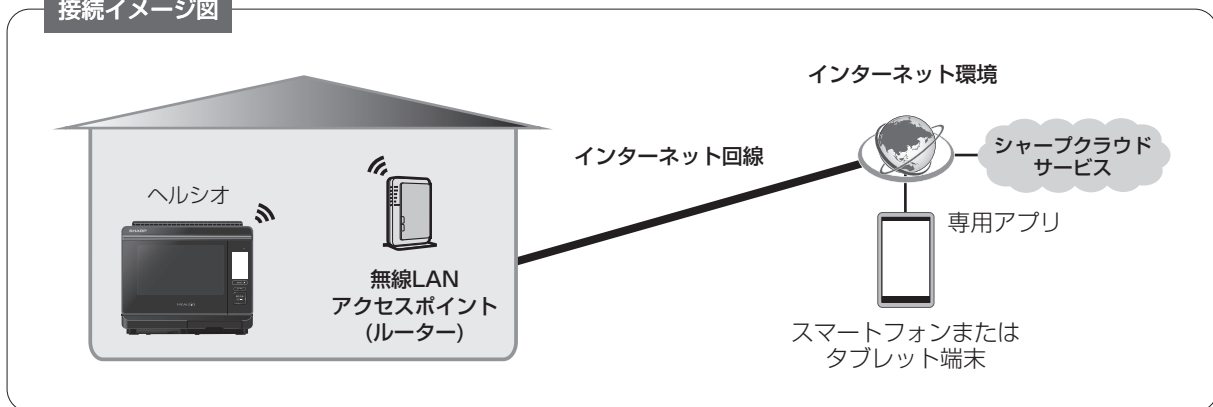 接続イメージ図
インターネット環境
インターネット回線
シャープクラウド
サービス
ヘルシオ
SHARP
HEALSIO
無線LAN
アクセスポイント
(ルーター)
専用アプリ
スマートフォンまたは
タブレット端末